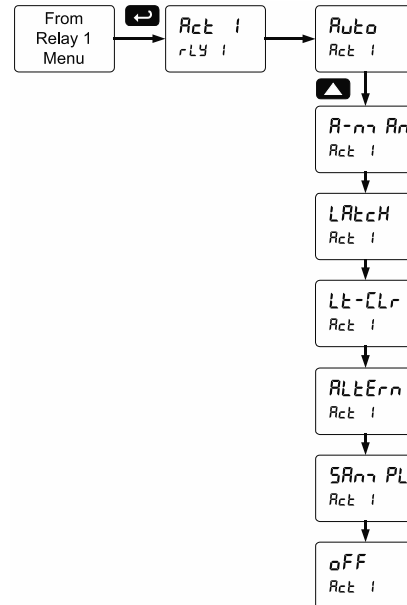 From
Relay 1
Menu
Act 1
rLY 1
Auto
Act 1
A-m An
Act 1
LAtcH
Act 1
Lt-CLr
Act 1
ALtErn
Act 1
SAm PL
Act 1
oFF
Act 1